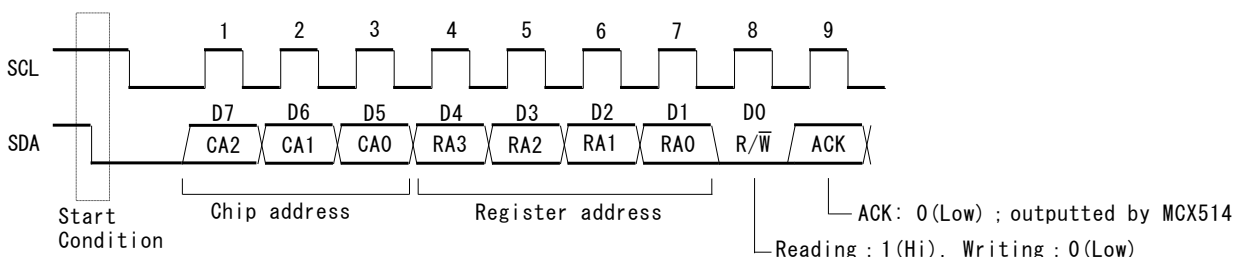 1 2 3 4 5 6 7 8 9
SCL
D7 D6 D5 D4 D3 D2 D1 D0
SDA CA2 CA1 CA0 RA3 RA2 RA1 RA0 R/W̅ ACK
Chip address Register address
Start
Condition
ACK: 0(Low) ; outputted by MCX514
Reading : 1(Hi). Writing : 0(Low)